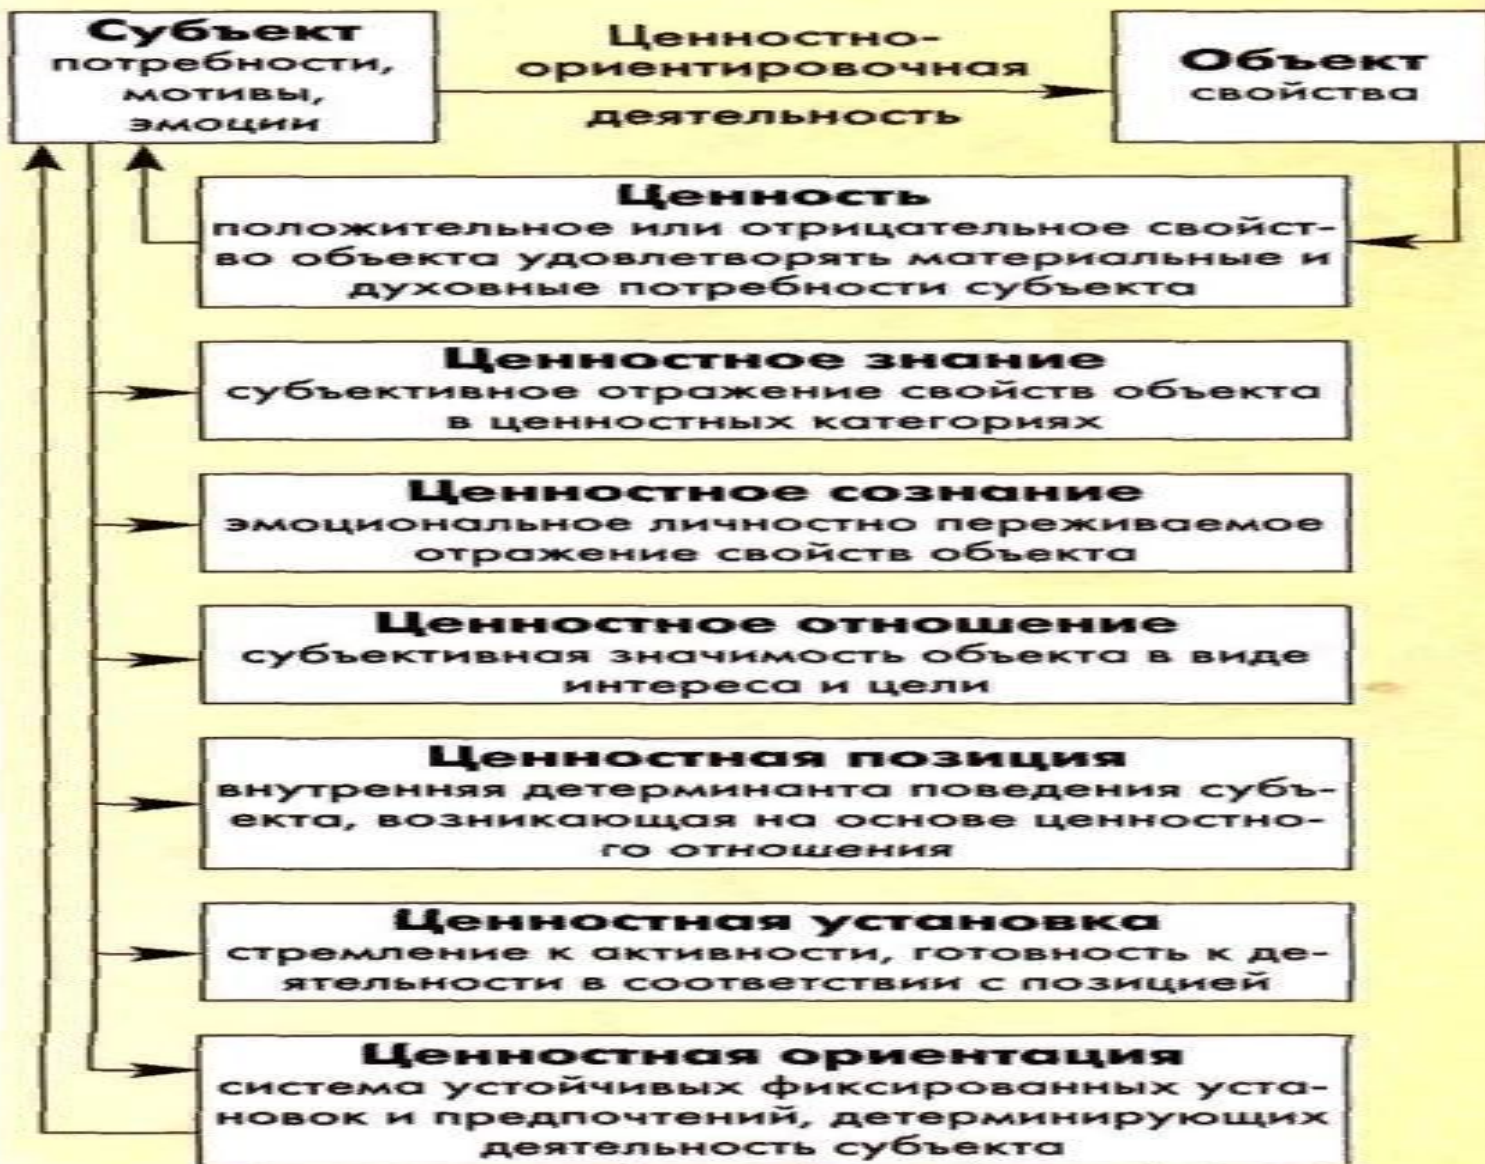 Субъект
потребности,
мотивы,
эмоции
Ценностно-
ориентировочная
деятельность
Объект
свойства
Ценность
положительное или отрицательное свойст-
во объекта удовлетворять материальные и
духовные потребности субъекта
Ценностное знание
субъективное отражение свойств объекта
в ценностных категориях
Ценностное сознание
эмоциональное личностно переживаемое
отражение свойств объекта
Ценностное отношение
субъективная значимость объекта в виде
интереса и цели
Ценностная позиция
внутренняя детерминанта поведения субъ-
екта, возникающая на основе ценностно-
го отношения
Ценностная установка
стремление к активности, готовность к де-
ятельности в соответствии с позицией
Ценностная ориентация
система устойчивых фиксированных уста-
новок и предпочтений, детерминирующих
деятельность субъекта